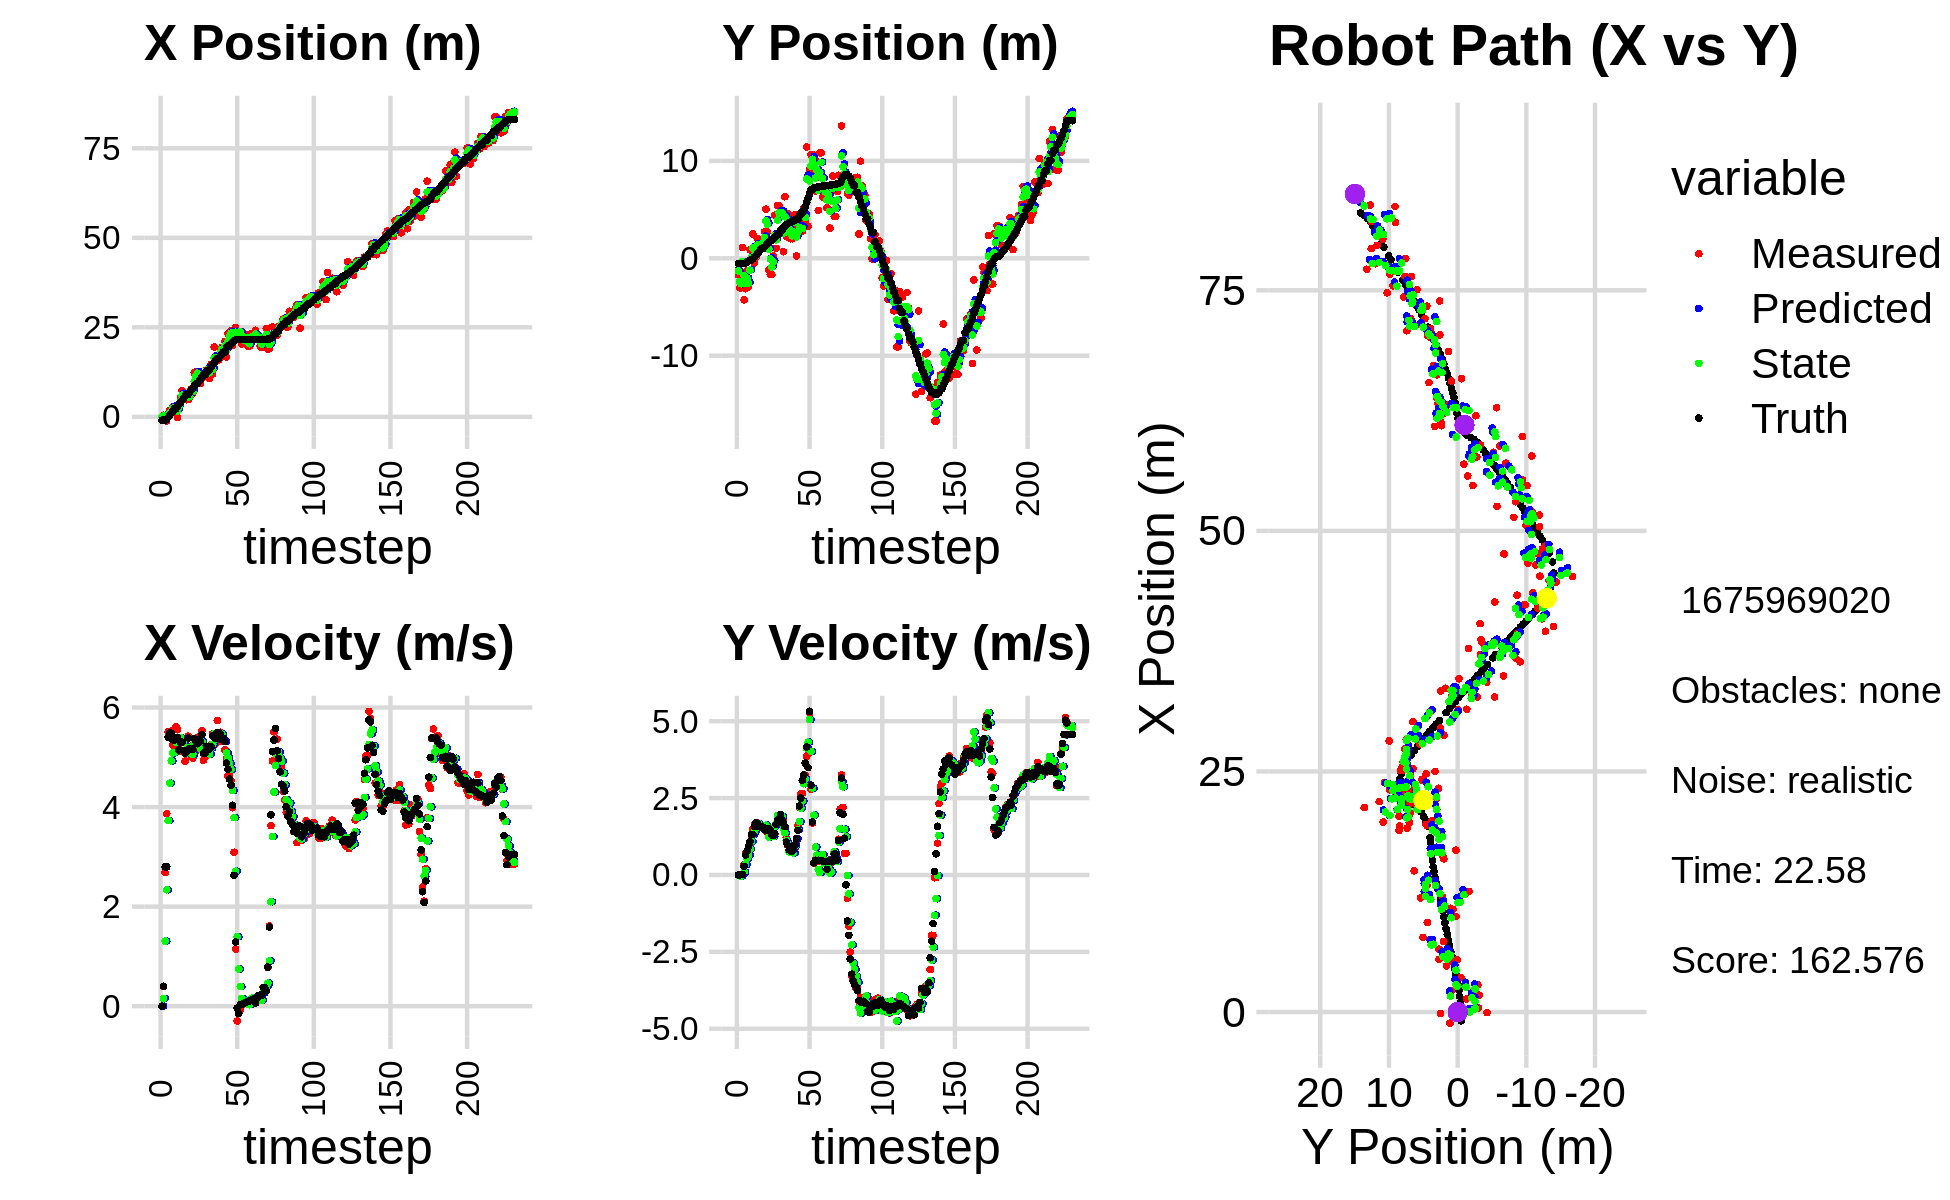 X Position (m)
75
50
25
0
0
50
100
150
200
timestep
Y Position (m)
10
0
-10
0
50
100
150
200
timestep
X Velocity (m/s)
6
4
2
0
0
50
100
150
200
timestep
Y Velocity (m/s)
5.0
2.5
0.0
-2.5
-5.0
0
50
100
150
200
timestep
Robot Path (X vs Y)
X Position (m)
75
50
25
0
20 10 0 -10 -20
Y Position (m)
variable
Measured
Predicted
State
Truth
1675969020
Obstacles: none
Noise: realistic
Time: 22.58
Score: 162.576